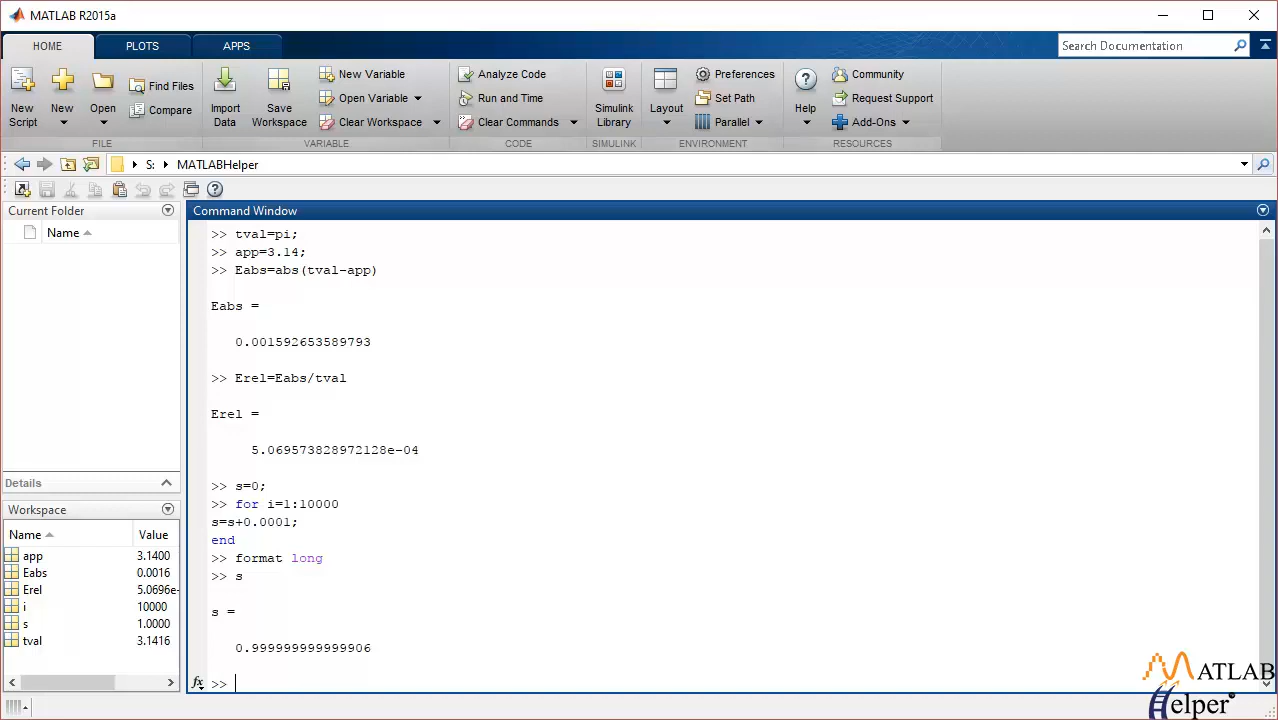 MATLAB R2015a
HOME PLOTS APPS
Search Documentation
New Script
New
Open
Find Files
Compare
Import Data
Save Workspace
New Variable
Open Variable
Clear Workspace
Analyze Code
Run and Time
Clear Commands
Simulink Library
Layout
Preferences
Set Path
Parallel
Help
Community
Request Support
Add-Ons
FILE VARIABLE CODE SIMULINK ENVIRONMENT RESOURCES
S: MATLABHelper
Current Folder
Name
Details
Workspace
Name Value
app 3.1400
Eabs 0.0016
Erel 5.0696e-
i 10000
s 1.0000
tval 3.1416
Command Window
>> tval=pi;
>> app=3.14;
>> Eabs=abs(tval-app)
Eabs =
0.001592653589793
>> Erel=Eabs/tval
Erel =
5.069573828972128e-04
>> s=0;
>> for i=1:10000
s=s+0.0001;
end
>> format long
>> s
s =
0.999999999999906
fx >>
MATLAB
Helper